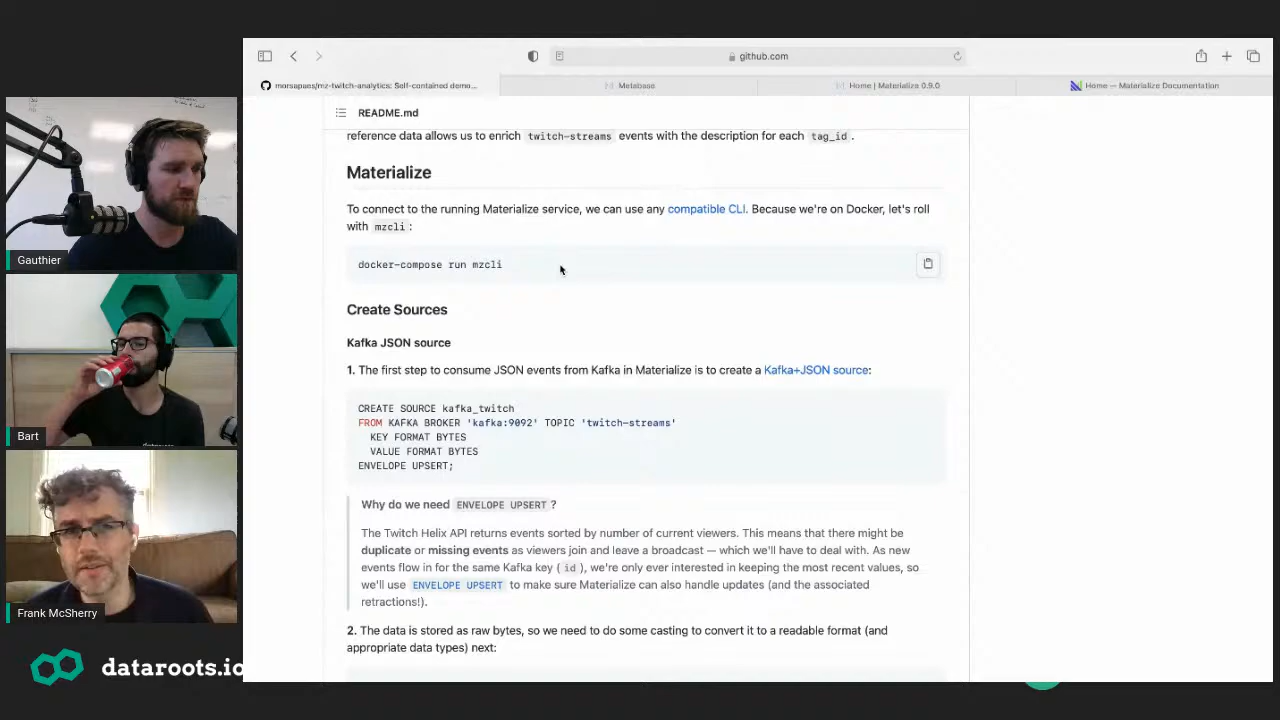 github.com
morsapaes/mz-twitch-analytics: Self-contained demo...
Metabase
Home | Materialize 0.9.0
Home — Materialize Documentation
README.md
reference data allows us to enrich twitch-streams events with the description for each tag_id.
Materialize
To connect to the running Materialize service, we can use any compatible CLI. Because we're on Docker, let's roll
with mzcli:
docker-compose run mzcli
Create Sources
Kafka JSON source
1. The first step to consume JSON events from Kafka in Materialize is to create a Kafka+JSON source:
CREATE SOURCE kafka_twitch
FROM KAFKA BROKER 'kafka:9092' TOPIC 'twitch-streams'
KEY FORMAT BYTES
VALUE FORMAT BYTES
ENVELOPE UPSERT;
Why do we need ENVELOPE UPSERT?
The Twitch Helix API returns events sorted by number of current viewers. This means that there might be
duplicate or missing events as viewers join and leave a broadcast — which we'll have to deal with. As new
events flow in for the same Kafka key (id), we're only ever interested in keeping the most recent values, so
we'll use ENVELOPE UPSERT to make sure Materialize can also handle updates (and the associated
retractions!).
2. The data is stored as raw bytes, so we need to do some casting to convert it to a readable format (and
appropriate data types) next:
Gauthier
Bart
Frank McSherry
dataroots.io